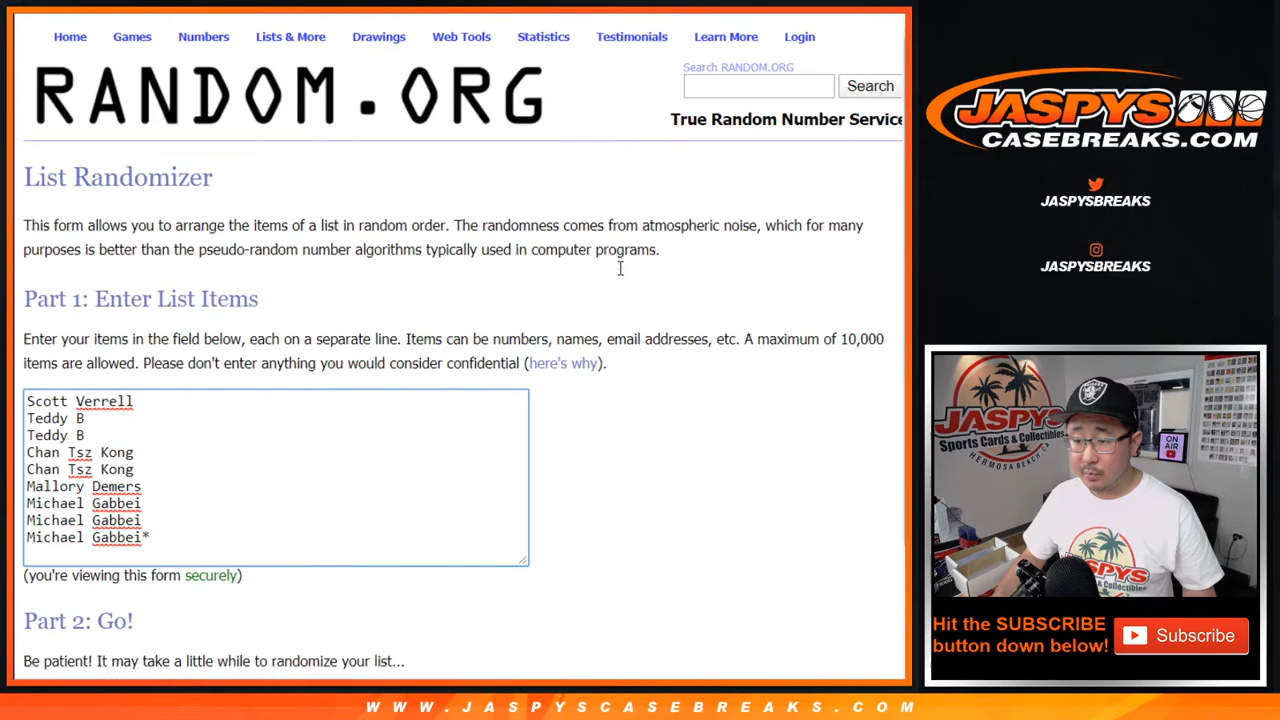 Home Games Numbers Lists & More Drawings Web Tools Statistics Testimonials Learn More Login
RANDOM.ORG
Search RANDOM.ORG
Search
True Random Number Service
List Randomizer
This form allows you to arrange the items of a list in random order. The randomness comes from atmospheric noise, which for many
purposes is better than the pseudo-random number algorithms typically used in computer programs.
Part 1: Enter List Items
Enter your items in the field below, each on a separate line. Items can be numbers, names, email addresses, etc. A maximum of 10,000
items are allowed. Please don't enter anything you would consider confidential (here's why).
Scott Verrell
Teddy B
Teddy B
Chan Tsz Kong
Chan Tsz Kong
Mallory Demers
Michael Gabbei
Michael Gabbei
Michael Gabbei*
(you're viewing this form securely)
Part 2: Go!
Be patient! It may take a little while to randomize your list...
JASPYS
CASEBREAKS.COM
JASPYSBREAKS
JASPYSBREAKS
JASPYS
Sports Cards & Collectibles
HERMOSA BEACH, CA
ON
AIR
RAIDERS
JASPYS
Hit the SUBSCRIBE
button down below!
Subscribe
WWW.JASPYSCASEBREAKS.COM